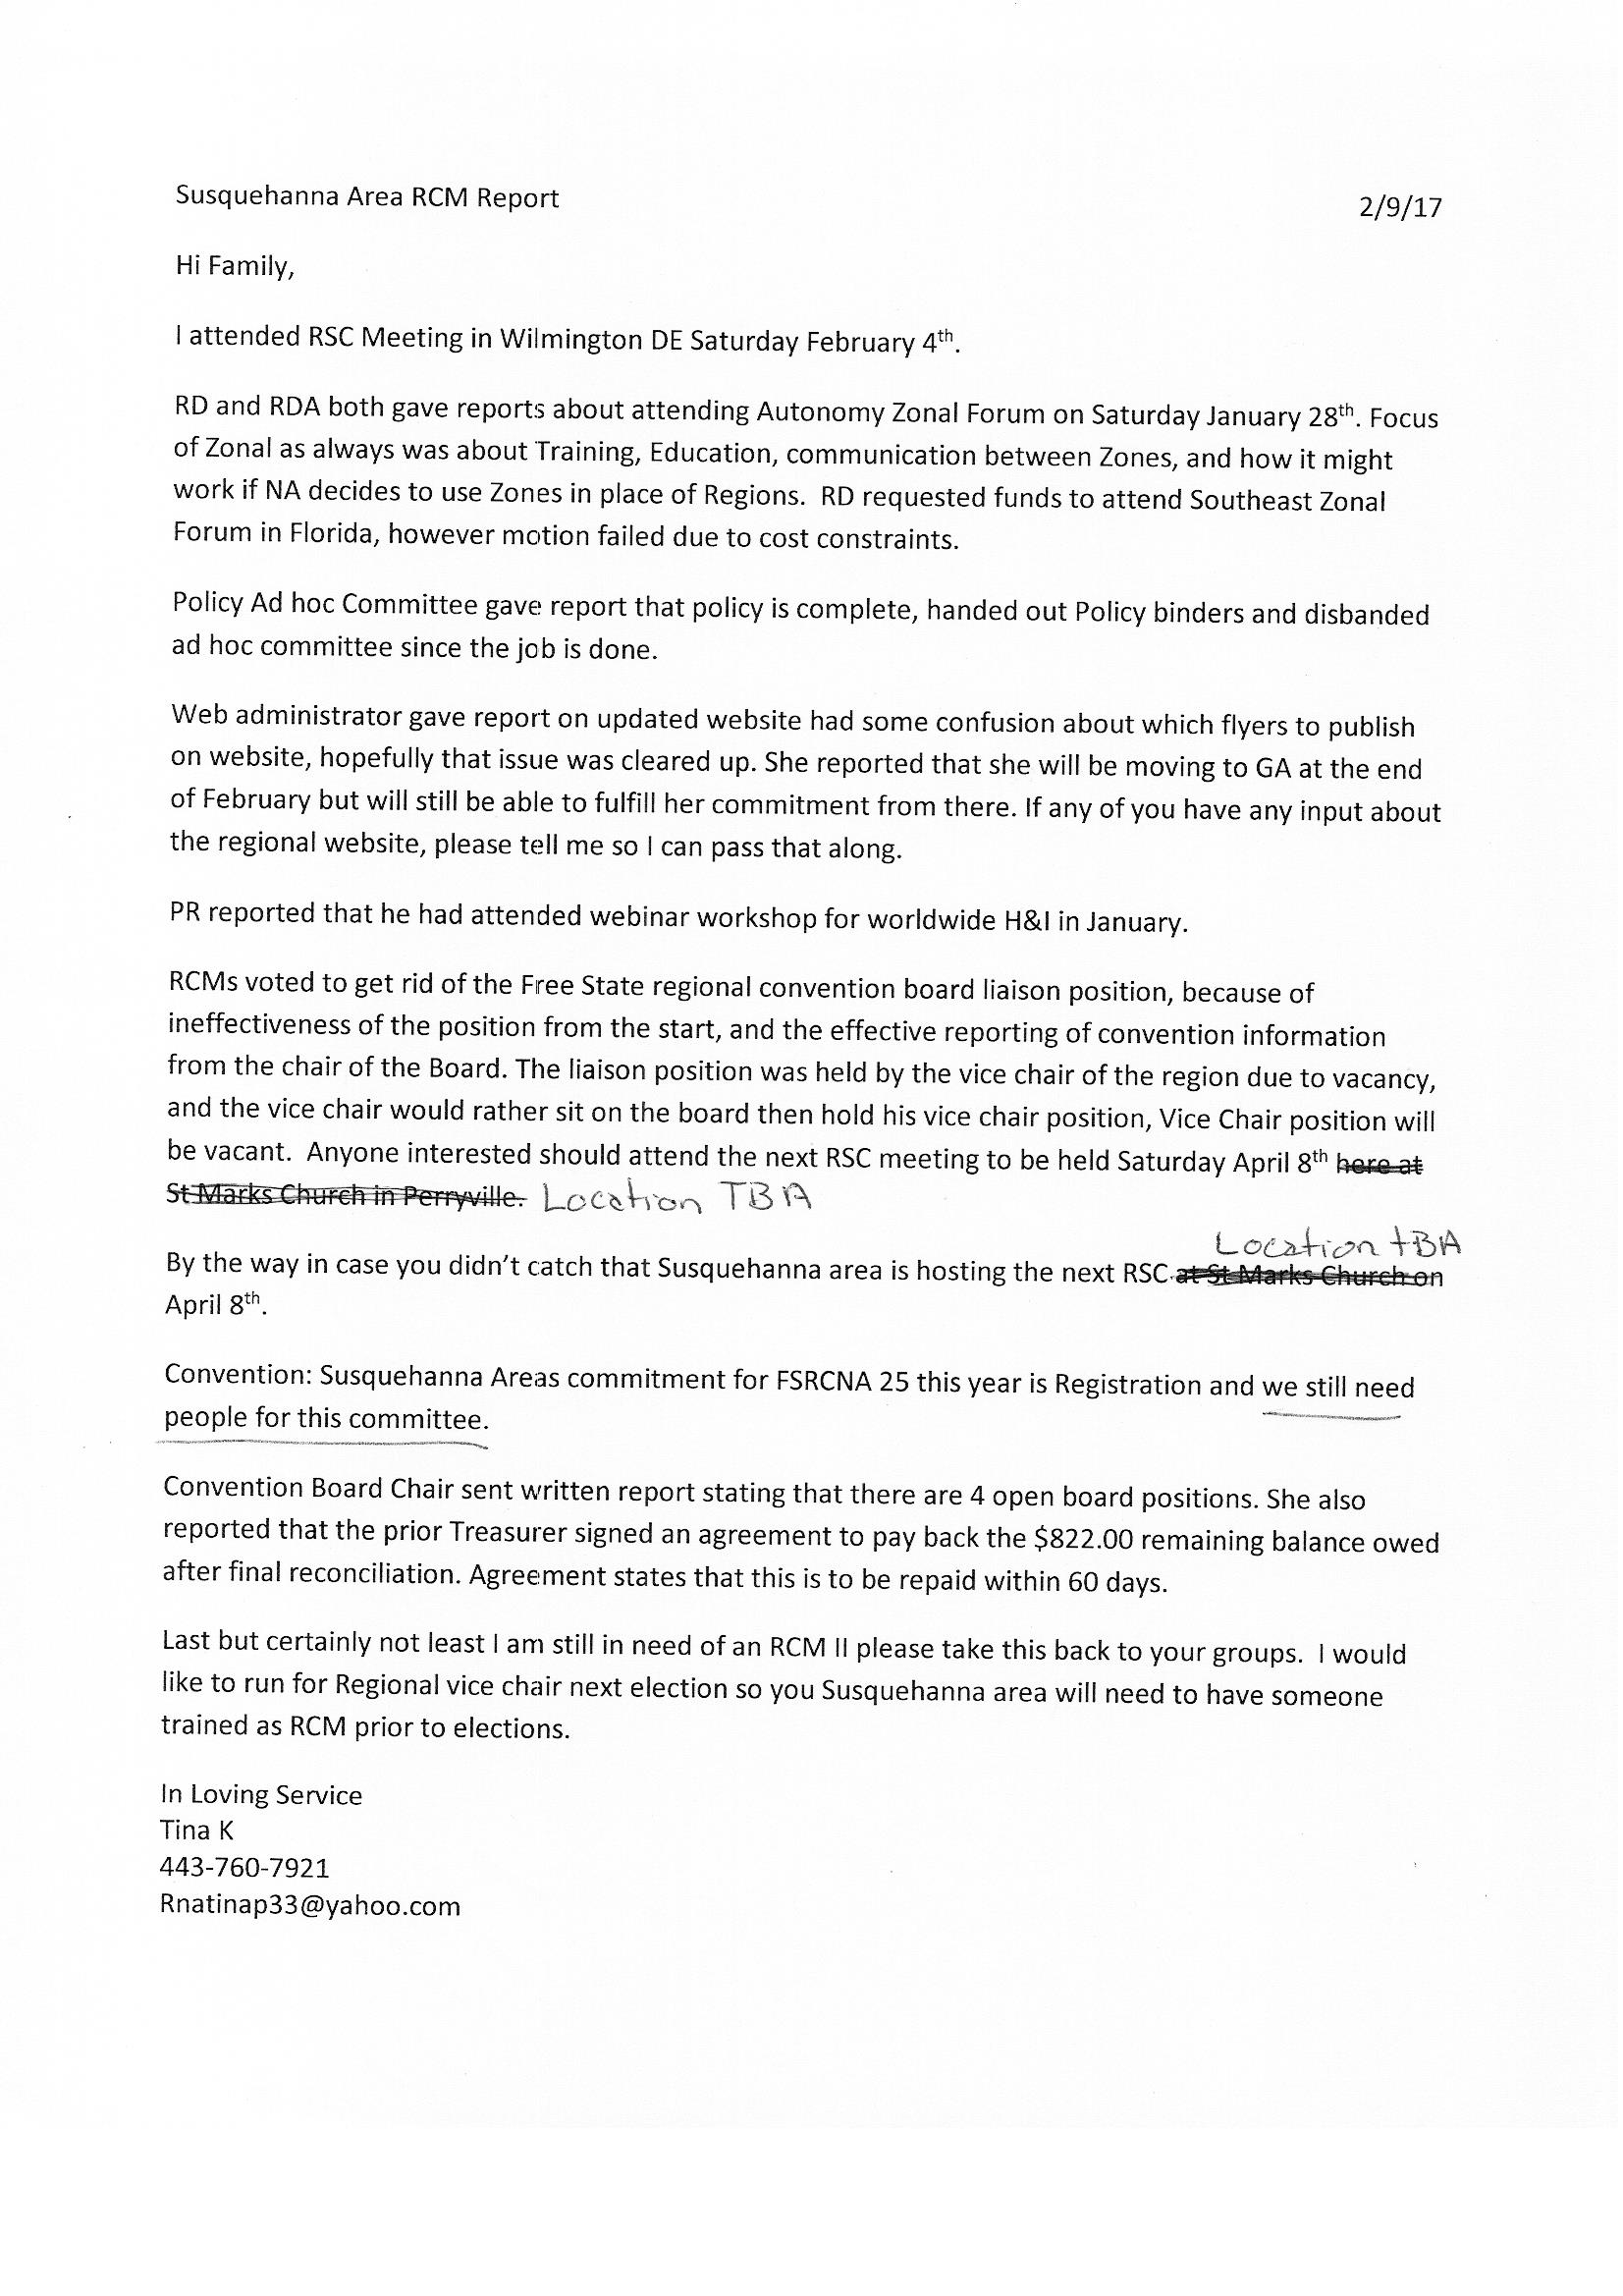 Susquehanna Area RCM Report 2/9/17
Hi Family,
I attended RSC Meeting in Wilmington DE Saturday February 4th.
RD and RDA both gave reports about attending Autonomy Zonal Forum on Saturday January 28th. Focus
of Zonal as always was about Training, Education, communication between Zones, and how it might
work if NA decides to use Zones in place of Regions.  RD requested funds to attend Southeast Zonal
Forum in Florida, however motion failed due to cost constraints.
Policy Ad hoc Committee gave report that policy is complete, handed out Policy binders and disbanded
ad hoc committee since the job is done.
Web administrator gave report on updated website had some confusion about which flyers to publish
on website, hopefully that issue was cleared up. She reported that she will be moving to GA at the end
of February but will still be able to fulfill her commitment from there. If any of you have any input about
the regional website, please tell me so I can pass that along.
PR reported that he had attended webinar workshop for worldwide H&I in January.
RCMs voted to get rid of the Free State regional convention board liaison position, because of
ineffectiveness of the position from the start, and the effective reporting of convention information
from the chair of the Board. The liaison position was held by the vice chair of the region due to vacancy,
and the vice chair would rather sit on the board then hold his vice chair position, Vice Chair position will
be vacant.  Anyone interested should attend the next RSC meeting to be held Saturday April 8th here at
St Marks Church in Perryville. Location TBA
Location tBA
By the way in case you didn't catch that Susquehanna area is hosting the next RSC at St Marks Church on
April 8th.
Convention: Susquehanna Areas commitment for FSRCNA 25 this year is Registration and we still need
people for this committee.
Convention Board Chair sent written report stating that there are 4 open board positions. She also
reported that the prior Treasurer signed an agreement to pay back the $822.00 remaining balance owed
after final reconciliation. Agreement states that this is to be repaid within 60 days.
Last but certainly not least I am still in need of an RCM II please take this back to your groups.  I would
like to run for Regional vice chair next election so you Susquehanna area will need to have someone
trained as RCM prior to elections.
In Loving Service
Tina K
443-760-7921
Rnatinap33@yahoo.com